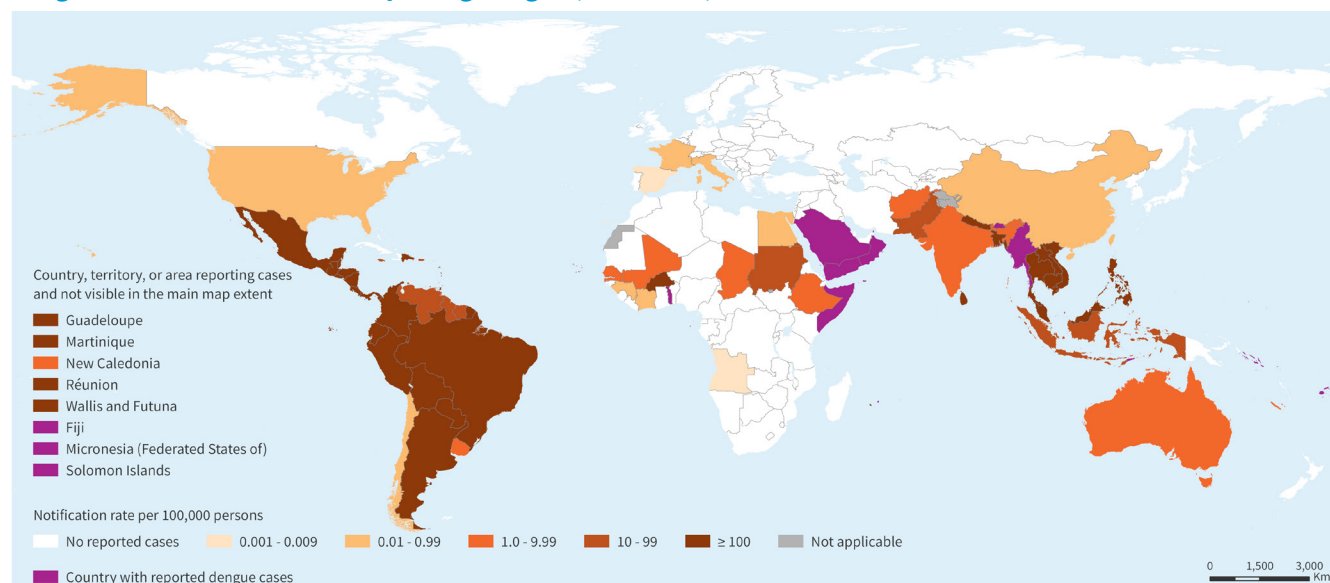 Country, territory, or area reporting cases
and not visible in the main map extent
Guadeloupe
Martinique
New Caledonia
Réunion
Wallis and Futuna
Fiji
Micronesia (Federated States of)
Solomon Islands
Notification rate per 100,000 persons
No reported cases 0.001 - 0.009 0.01 - 0.99 1.0 - 9.99 10 - 99 ≥ 100 Not applicable
Country with reported dengue cases
0 1,500 3,000
Km